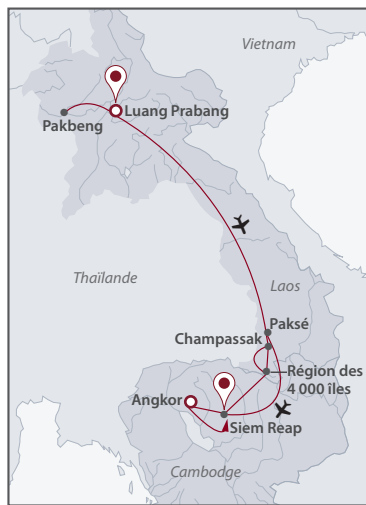 Vietnam
Luang Prabang
Pakbeng
Thaïlande
Laos
Paksé
Champassak
Région des
4 000 îles
Angkor
Siem Reap
Cambodge